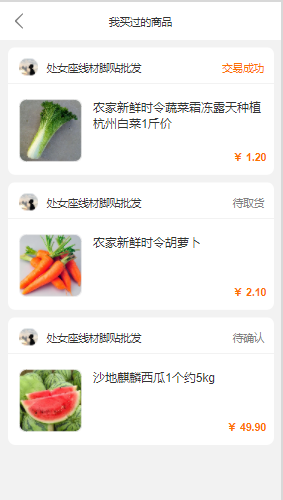 我买过的商品
处女座线材脚贴批发
交易成功
农家新鲜时令蔬菜霜冻露天种植
杭州白菜1斤价
¥ 1.20
处女座线材脚贴批发
待取货
农家新鲜时令胡萝卜
¥ 2.10
处女座线材脚贴批发
待确认
沙地麒麟西瓜1个约5kg
¥ 49.90